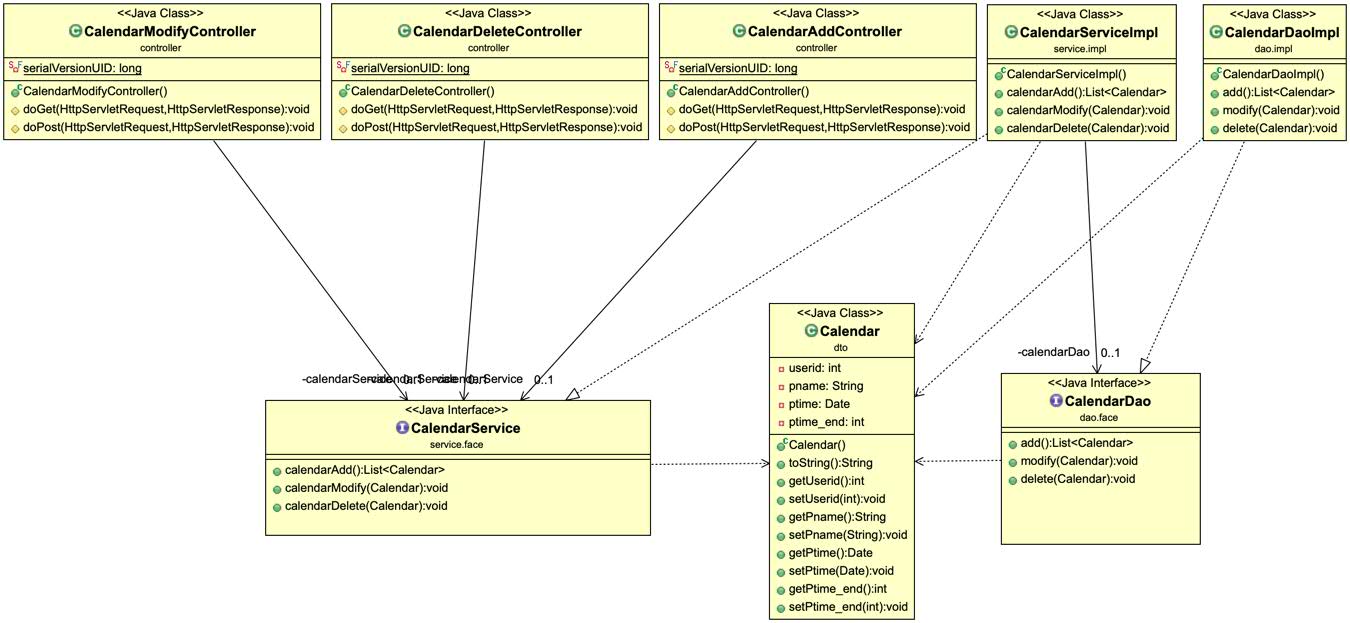 <<Java Class>>
CalendarModifyController
controller
serialVersionUID: long
CalendarModifyController()
doGet(HttpServletRequest,HttpServletResponse):void
doPost(HttpServletRequest,HttpServletResponse):void
<<Java Class>>
CalendarDeleteController
controller
serialVersionUID: long
CalendarDeleteController()
doGet(HttpServletRequest,HttpServletResponse):void
doPost(HttpServletRequest,HttpServletResponse):void
<<Java Class>>
CalendarAddController
controller
serialVersionUID: long
CalendarAddController()
doGet(HttpServletRequest,HttpServletResponse):void
doPost(HttpServletRequest,HttpServletResponse):void
<<Java Class>>
CalendarServiceImpl
service.impl
CalendarServiceImpl()
calendarAdd():List<Calendar>
calendarModify(Calendar):void
calendarDelete(Calendar):void
<<Java Class>>
CalendarDaoImpl
dao.impl
CalendarDaoImpl()
add():List<Calendar>
modify(Calendar):void
delete(Calendar):void
-calendarService 0..1
-calendarService 0..1
-calendarService 0..1
<<Java Interface>>
CalendarService
service.face
calendarAdd():List<Calendar>
calendarModify(Calendar):void
calendarDelete(Calendar):void
<<Java Class>>
Calendar
dto
userid: int
pname: String
ptime: Date
ptime_end: int
Calendar()
toString():String
getUserid():int
setUserid(int):void
getPname():String
setPname(String):void
getPtime():Date
setPtime(Date):void
getPtime_end():int
setPtime_end(int):void
-calendarDao 0..1
<<Java Interface>>
CalendarDao
dao.face
add():List<Calendar>
modify(Calendar):void
delete(Calendar):void